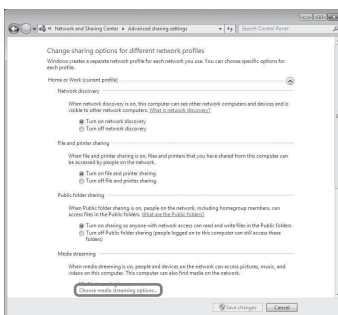 Network and Sharing Center ▸ Advanced sharing settings
Search Control Panel
Change sharing options for different network profiles
Windows creates a separate network profile for each network you use. You can choose specific options for
each profile.
Home or Work (current profile)
Network discovery
When network discovery is on, this computer can see other network computers and devices and is
visible to other network computers. What is network discovery?
Turn on network discovery
Turn off network discovery
File and printer sharing
When file and printer sharing is on, files and printers that you have shared from this computer can
be accessed by people on the network.
Turn on file and printer sharing
Turn off file and printer sharing
Public folder sharing
When Public folder sharing is on, people on the network, including homegroup members, can
access files in the Public folders. What are the Public folders?
Turn on sharing so anyone with network access can read and write files in the Public folders
Turn off Public folder sharing (people logged on to this computer can still access these
folders)
Media streaming
When media streaming is on, people and devices on the network can access pictures, music, and
videos on this computer. This computer can also find media on the network.
Choose media streaming options...
Save changes
Cancel